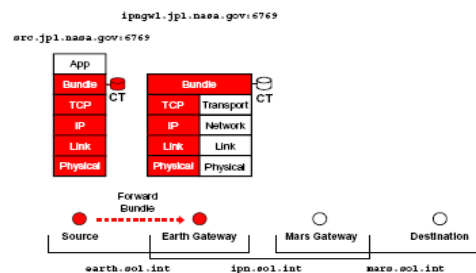 ipngw1.jpl.nasa.gov:6769
src.jpl.nasa.gov:6769
App
Bundle
CT
TCP
IP
Link
Physical
Bundle
CT
TCP Transport
IP Network
Link Link
Physical Physical
Forward
Bundle
Source Earth Gateway Mars Gateway Destination
earth.sol.int ipn.sol.int mars.sol.int